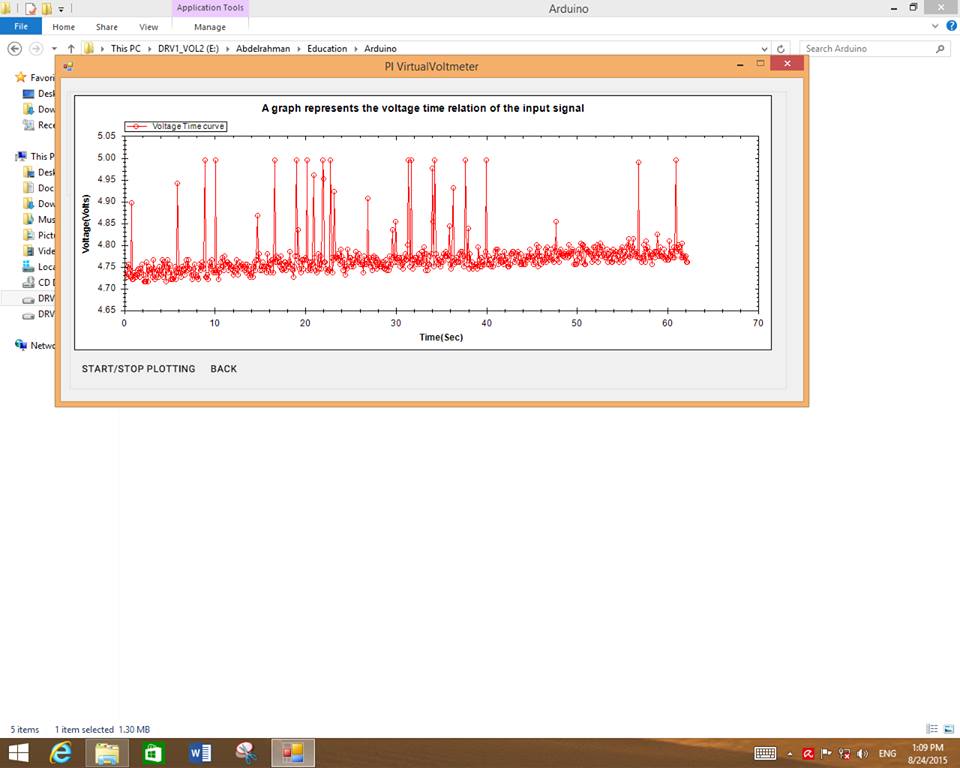 Application Tools
Arduino
File Home Share View Manage
This PC DRV1_VOL2 (E:) Abdelrahman Education Arduino
Search Arduino
PI VirtualVoltmeter
Favori
Desk
Dow
Rece
This P
Desk
Doc
Dow
Mus
Pictu
Vide
Loca
CD D
DRV
DRV
Netwo
A graph represents the voltage time relation of the input signal
Voltage Time curve
Voltage(Volts)
5.05
5.00
4.95
4.90
4.85
4.80
4.75
4.70
4.65
0 10 20 30 40 50 60 70
Time(Sec)
START/STOP PLOTTING BACK
5 items 1 item selected 1.30 MB
ENG
1:09 PM
8/24/2015